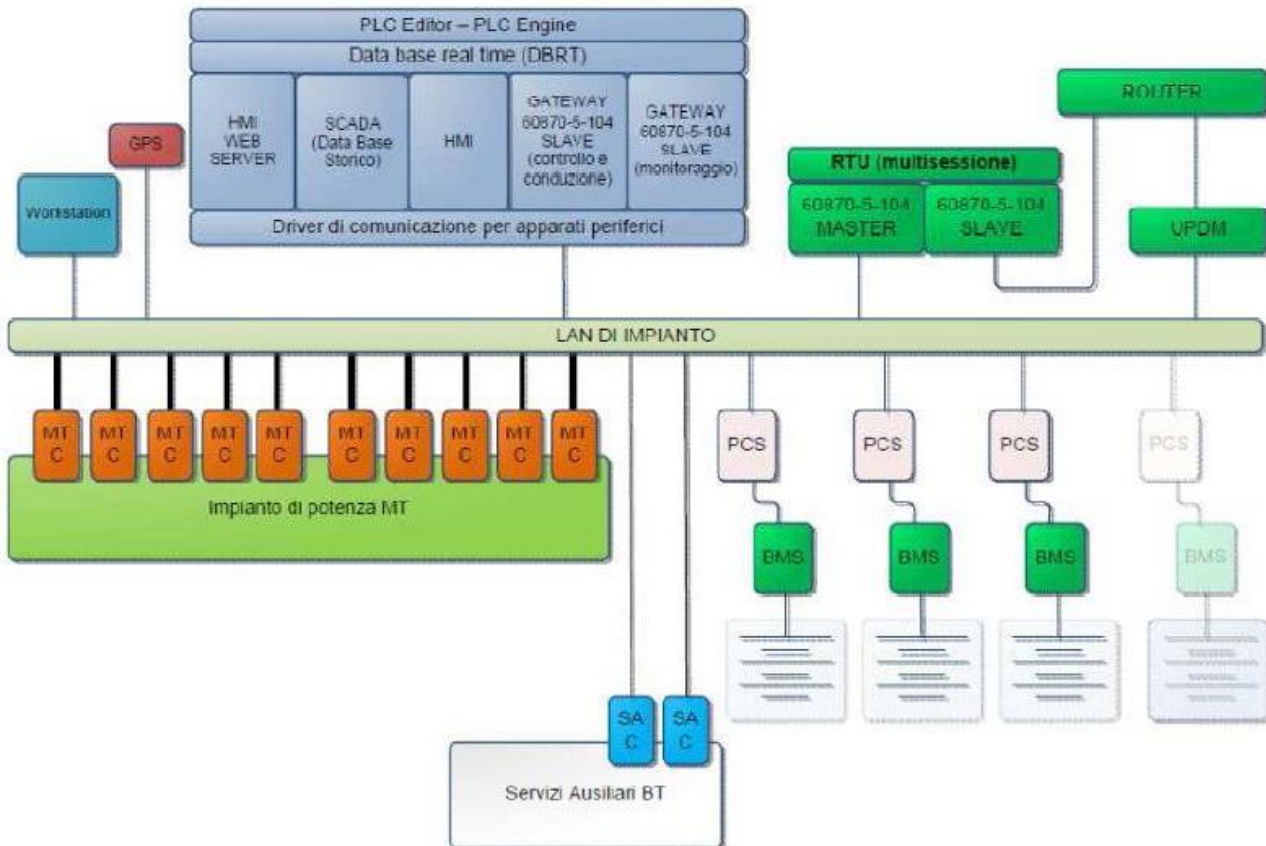 PLC Editor – PLC Engine
Data base real time (DBRT)
HMI
WEB
SERVER
SCADA
(Data Base
Storico)
HMI
GATEWAY
60870-5-104
SLAVE
(controllo e
conduzione)
GATEWAY
60870-5-104
SLAVE
(monitoraggio)
Driver di comunicazione per apparati periferici
GPS
Workstation
ROUTER
RTU (multisessione)
60870-5-104
MASTER
60870-5-104
SLAVE
UPDM
LAN DI IMPIANTO
MT
C
MT
C
MT
C
MT
C
MT
C
MT
C
MT
C
MT
C
MT
C
MT
C
Impianto di potenza MT
PCS
PCS
PCS
PCS
BMS
BMS
BMS
BMS
SA
C
SA
C
Servizi Ausiliari BT